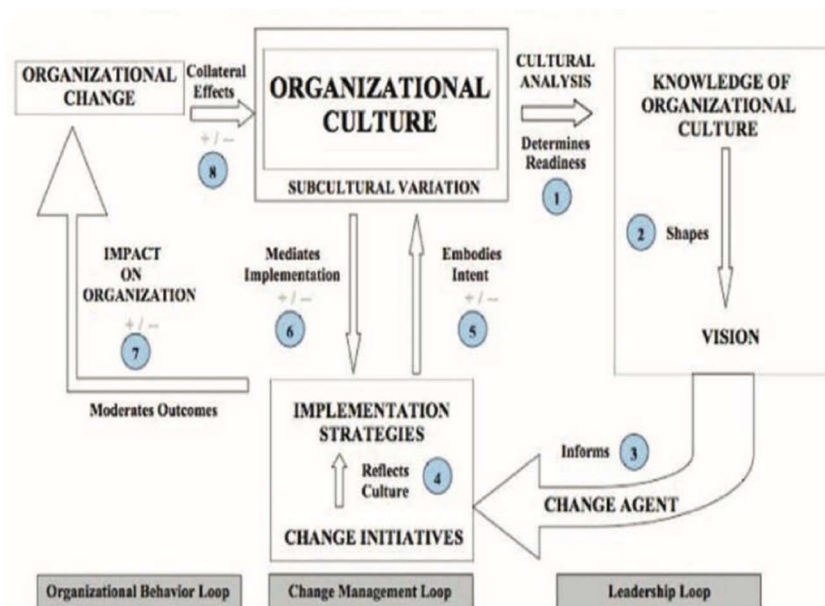 ORGANIZATIONAL
CHANGE
Collateral
Effects
+ / --
8
ORGANIZATIONAL
CULTURE
SUBCULTURAL VARIATION
CULTURAL
ANALYSIS
Determines
Readiness
1
KNOWLEDGE OF
ORGANIZATIONAL
CULTURE
2
Shapes
VISION
IMPACT
ON
ORGANIZATION
+ / --
7
Moderates Outcomes
Mediates
Implementation
+ / --
6
Embodies
Intent
+ / --
5
IMPLEMENTATION
STRATEGIES
Reflects
Culture
4
CHANGE INITIATIVES
Informs
3
CHANGE AGENT
Organizational Behavior Loop
Change Management Loop
Leadership Loop